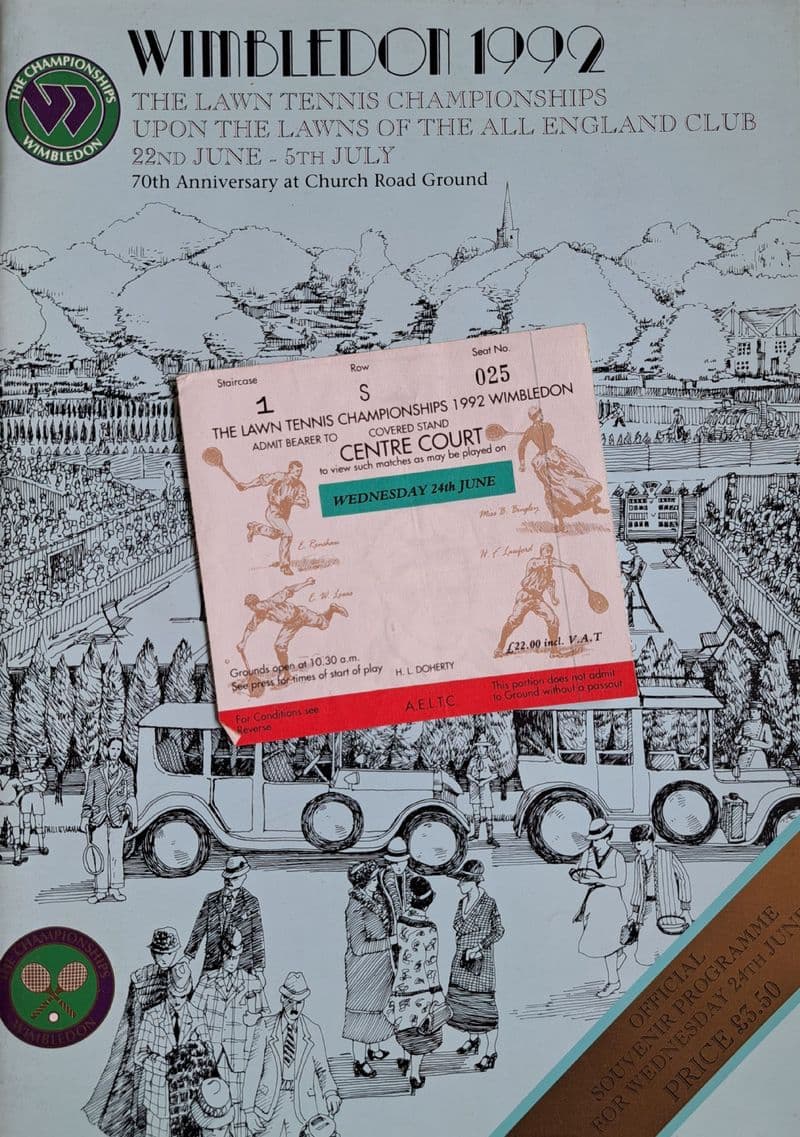 WIMBLEDON 1992
THE CHAMPIONSHIPS
WIMBLEDON
THE LAWN TENNIS CHAMPIONSHIPS
UPON THE LAWNS OF THE ALL ENGLAND CLUB
22ND JUNE - 5TH JULY
70th Anniversary at Church Road Ground
Staircase Row Seat No.
1 S 025
THE LAWN TENNIS CHAMPIONSHIPS 1992 WIMBLEDON
ADMIT BEARER TO COVERED STAND
CENTRE COURT
to view such matches as may be played on
WEDNESDAY 24th JUNE
Miss B. Bingley
E. Renshaw
H. F. Lawford
E. W. Lewis
£22.00 incl. V.A.T
Grounds open at 10.30 a.m.
See press for times of start of play
H. L. DOHERTY
This portion does not admit
to Ground without a passout
For Conditions see
Reverse
A.E.L.T.C.
THE CHAMPIONSHIPS
WIMBLEDON
OFFICIAL
SOUVENIR PROGRAMME
FOR WEDNESDAY 24TH JUNE
PRICE £3.50